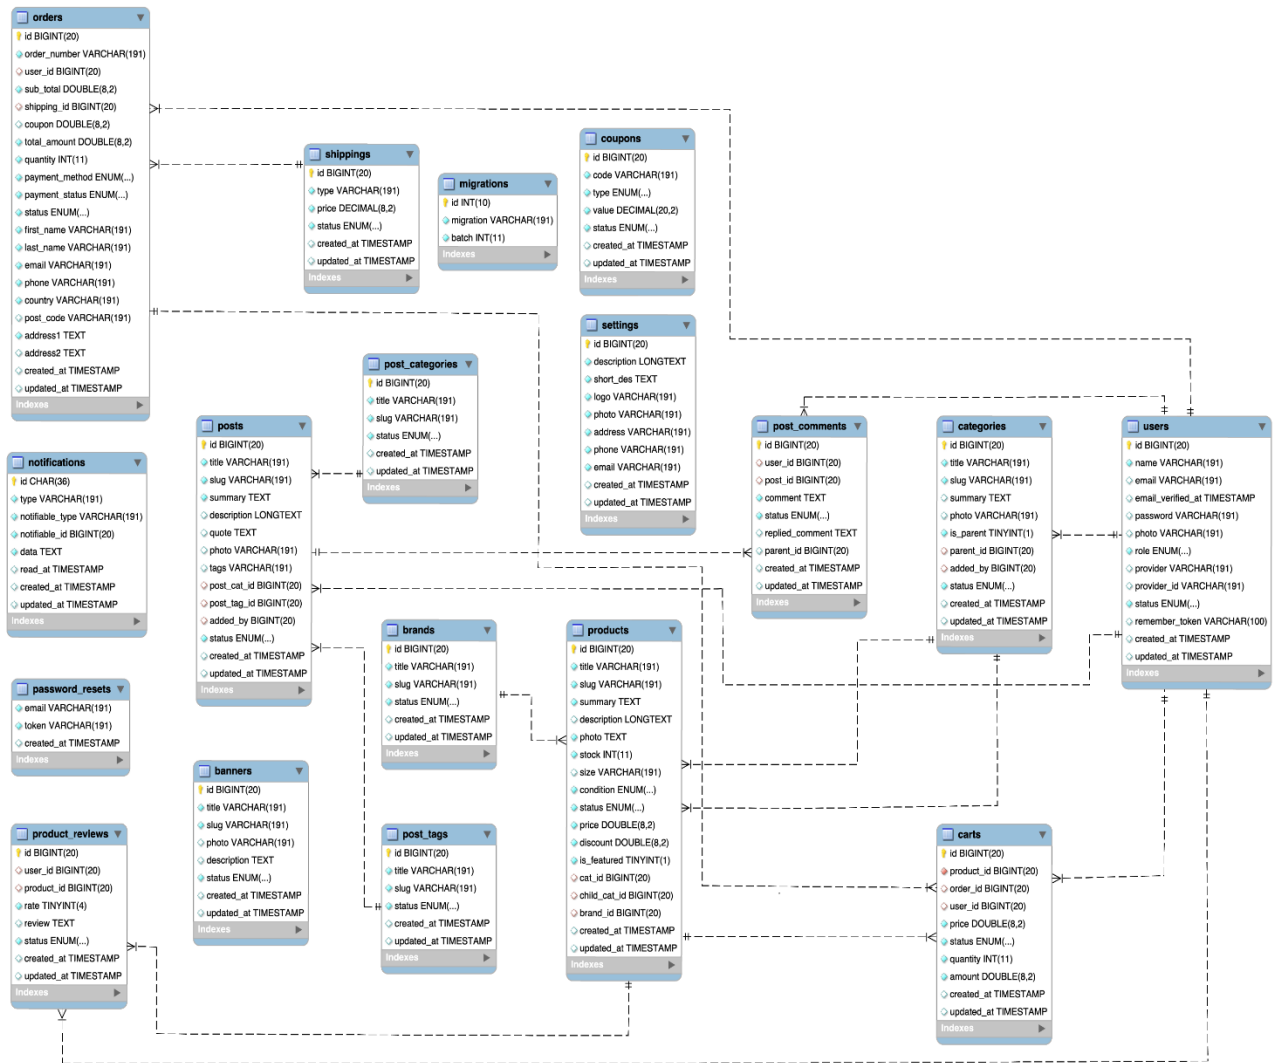 orders
id BIGINT(20)
order_number VARCHAR(191)
user_id BIGINT(20)
sub_total DOUBLE(8,2)
shipping_id BIGINT(20)
coupon DOUBLE(8,2)
total_amount DOUBLE(8,2)
quantity INT(11)
payment_method ENUM(...)
payment_status ENUM(...)
status ENUM(...)
first_name VARCHAR(191)
last_name VARCHAR(191)
email VARCHAR(191)
phone VARCHAR(191)
country VARCHAR(191)
post_code VARCHAR(191)
address1 TEXT
address2 TEXT
created_at TIMESTAMP
updated_at TIMESTAMP
Indexes
shippings
id BIGINT(20)
type VARCHAR(191)
price DECIMAL(8,2)
status ENUM(...)
created_at TIMESTAMP
updated_at TIMESTAMP
Indexes
migrations
id INT(10)
migration VARCHAR(191)
batch INT(11)
Indexes
coupons
id BIGINT(20)
code VARCHAR(191)
type ENUM(...)
value DECIMAL(20,2)
status ENUM(...)
created_at TIMESTAMP
updated_at TIMESTAMP
Indexes
settings
id BIGINT(20)
description LONGTEXT
short_des TEXT
logo VARCHAR(191)
photo VARCHAR(191)
address VARCHAR(191)
phone VARCHAR(191)
email VARCHAR(191)
created_at TIMESTAMP
updated_at TIMESTAMP
Indexes
post_categories
id BIGINT(20)
title VARCHAR(191)
slug VARCHAR(191)
status ENUM(...)
created_at TIMESTAMP
updated_at TIMESTAMP
Indexes
posts
id BIGINT(20)
title VARCHAR(191)
slug VARCHAR(191)
summary TEXT
description LONGTEXT
quote TEXT
photo VARCHAR(191)
tags VARCHAR(191)
post_cat_id BIGINT(20)
post_tag_id BIGINT(20)
added_by BIGINT(20)
status ENUM(...)
created_at TIMESTAMP
updated_at TIMESTAMP
Indexes
post_comments
id BIGINT(20)
user_id BIGINT(20)
post_id BIGINT(20)
comment TEXT
status ENUM(...)
replied_comment TEXT
parent_id BIGINT(20)
created_at TIMESTAMP
updated_at TIMESTAMP
Indexes
categories
id BIGINT(20)
title VARCHAR(191)
slug VARCHAR(191)
summary TEXT
photo VARCHAR(191)
is_parent TINYINT(1)
parent_id BIGINT(20)
added_by BIGINT(20)
status ENUM(...)
created_at TIMESTAMP
updated_at TIMESTAMP
Indexes
users
id BIGINT(20)
name VARCHAR(191)
email VARCHAR(191)
email_verified_at TIMESTAMP
password VARCHAR(191)
photo VARCHAR(191)
role ENUM(...)
provider VARCHAR(191)
provider_id VARCHAR(191)
status ENUM(...)
remember_token VARCHAR(100)
created_at TIMESTAMP
updated_at TIMESTAMP
Indexes
notifications
id CHAR(36)
type VARCHAR(191)
notifiable_type VARCHAR(191)
notifiable_id BIGINT(20)
data TEXT
read_at TIMESTAMP
created_at TIMESTAMP
updated_at TIMESTAMP
Indexes
brands
id BIGINT(20)
title VARCHAR(191)
slug VARCHAR(191)
status ENUM(...)
created_at TIMESTAMP
updated_at TIMESTAMP
Indexes
products
id BIGINT(20)
title VARCHAR(191)
slug VARCHAR(191)
summary TEXT
description LONGTEXT
photo TEXT
stock INT(11)
size VARCHAR(191)
condition ENUM(...)
status ENUM(...)
price DOUBLE(8,2)
discount DOUBLE(8,2)
is_featured TINYINT(1)
cat_id BIGINT(20)
child_cat_id BIGINT(20)
brand_id BIGINT(20)
created_at TIMESTAMP
updated_at TIMESTAMP
Indexes
password_resets
email VARCHAR(191)
token VARCHAR(191)
created_at TIMESTAMP
Indexes
banners
id BIGINT(20)
title VARCHAR(191)
slug VARCHAR(191)
photo VARCHAR(191)
description TEXT
status ENUM(...)
created_at TIMESTAMP
updated_at TIMESTAMP
Indexes
product_reviews
id BIGINT(20)
user_id BIGINT(20)
product_id BIGINT(20)
rate TINYINT(4)
review TEXT
status ENUM(...)
created_at TIMESTAMP
updated_at TIMESTAMP
Indexes
post_tags
id BIGINT(20)
title VARCHAR(191)
slug VARCHAR(191)
status ENUM(...)
created_at TIMESTAMP
updated_at TIMESTAMP
Indexes
carts
id BIGINT(20)
product_id BIGINT(20)
order_id BIGINT(20)
user_id BIGINT(20)
price DOUBLE(8,2)
status ENUM(...)
quantity INT(11)
amount DOUBLE(8,2)
created_at TIMESTAMP
updated_at TIMESTAMP
Indexes